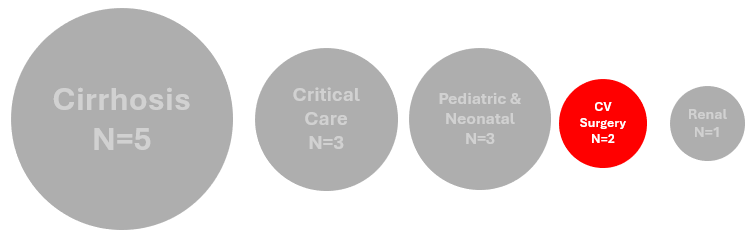 Cirrhosis
N=5
Critical
Care
N=3
Pediatric &
Neonatal
N=3
CV
Surgery
N=2
Renal
N=1